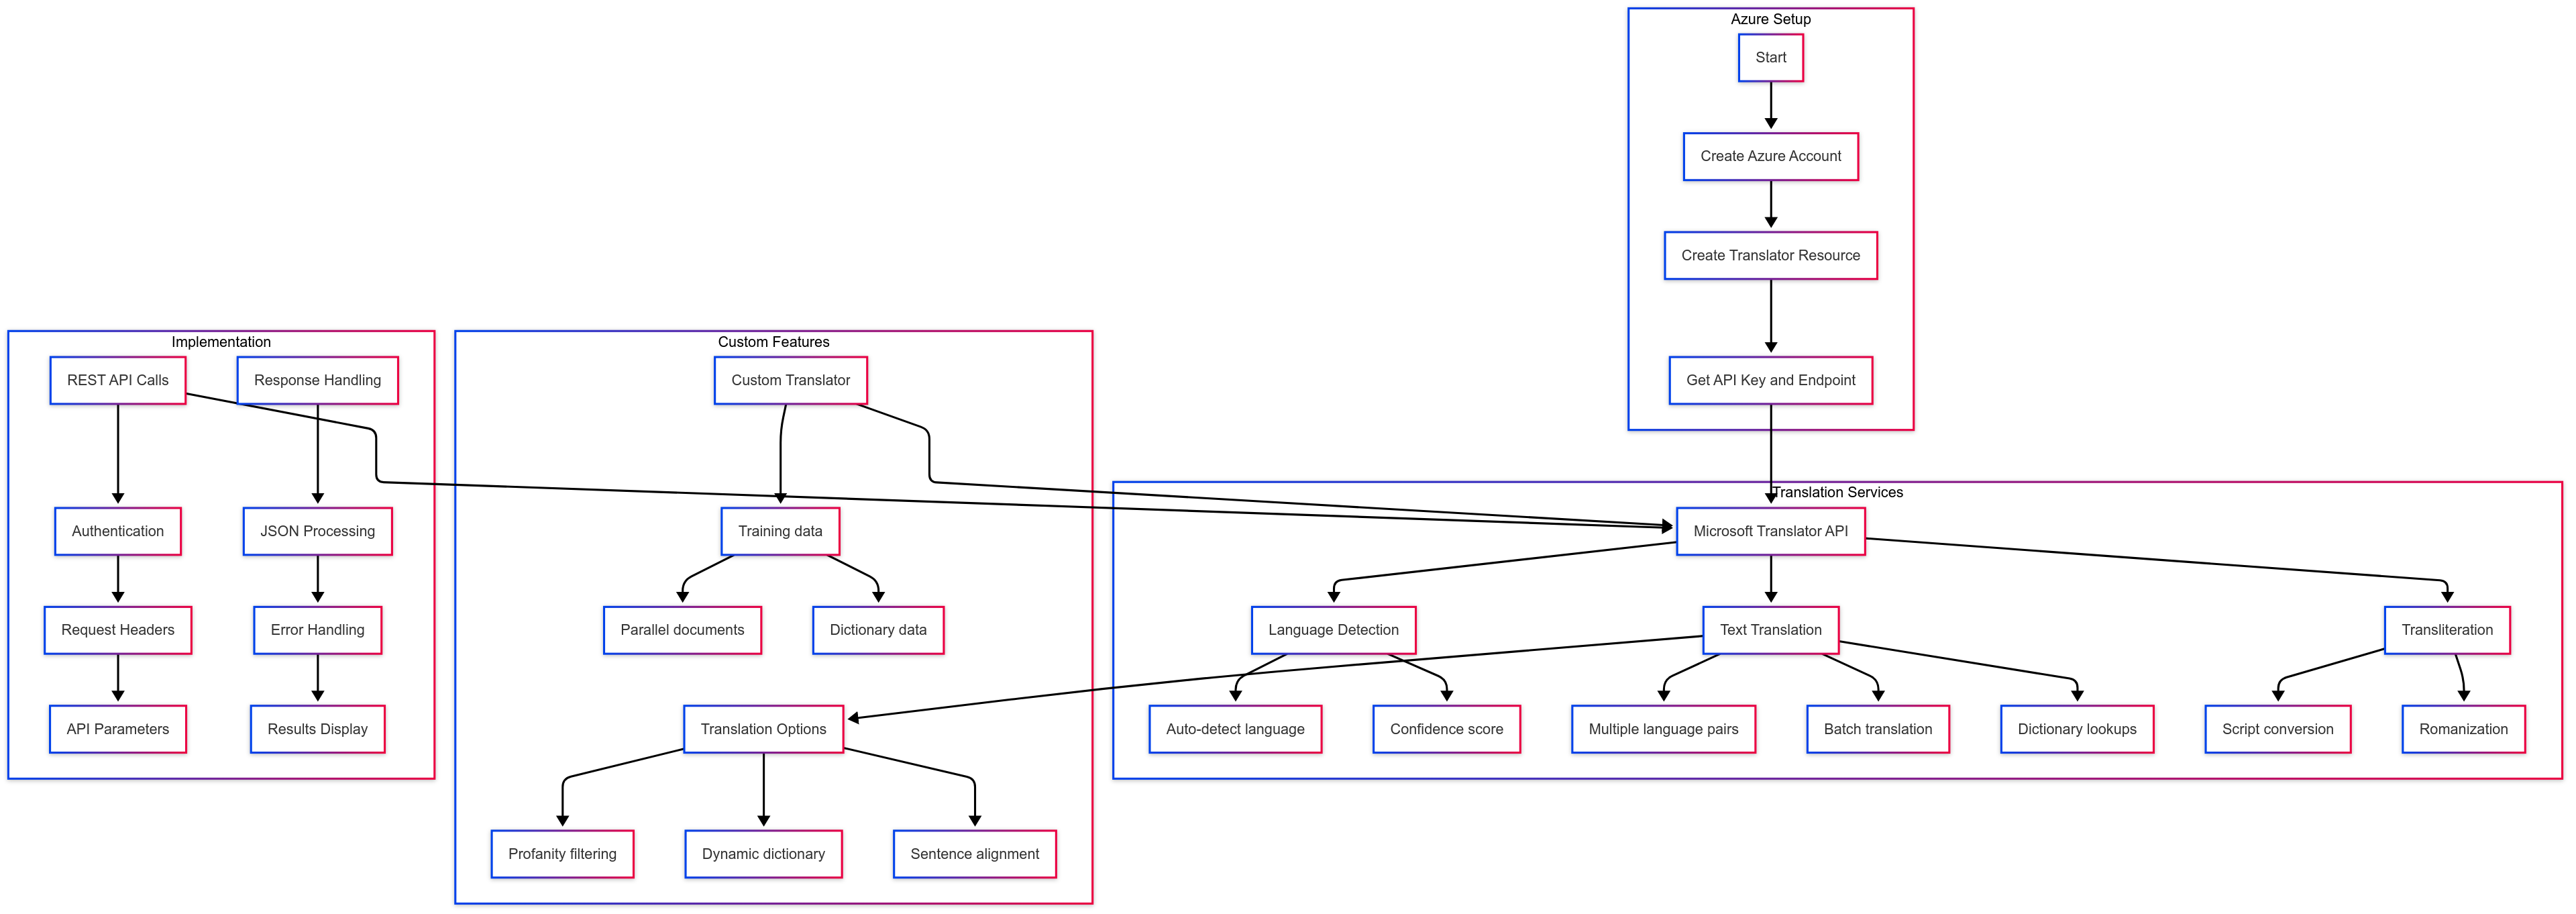 Azure Setup
Start
Create Azure Account
Create Translator Resource
Get API Key and Endpoint
Implementation
REST API Calls
Response Handling
Authentication
JSON Processing
Request Headers
Error Handling
API Parameters
Results Display
Custom Features
Custom Translator
Training data
Parallel documents
Dictionary data
Translation Options
Profanity filtering
Dynamic dictionary
Sentence alignment
Translation Services
Microsoft Translator API
Language Detection
Text Translation
Transliteration
Auto-detect language
Confidence score
Multiple language pairs
Batch translation
Dictionary lookups
Script conversion
Romanization